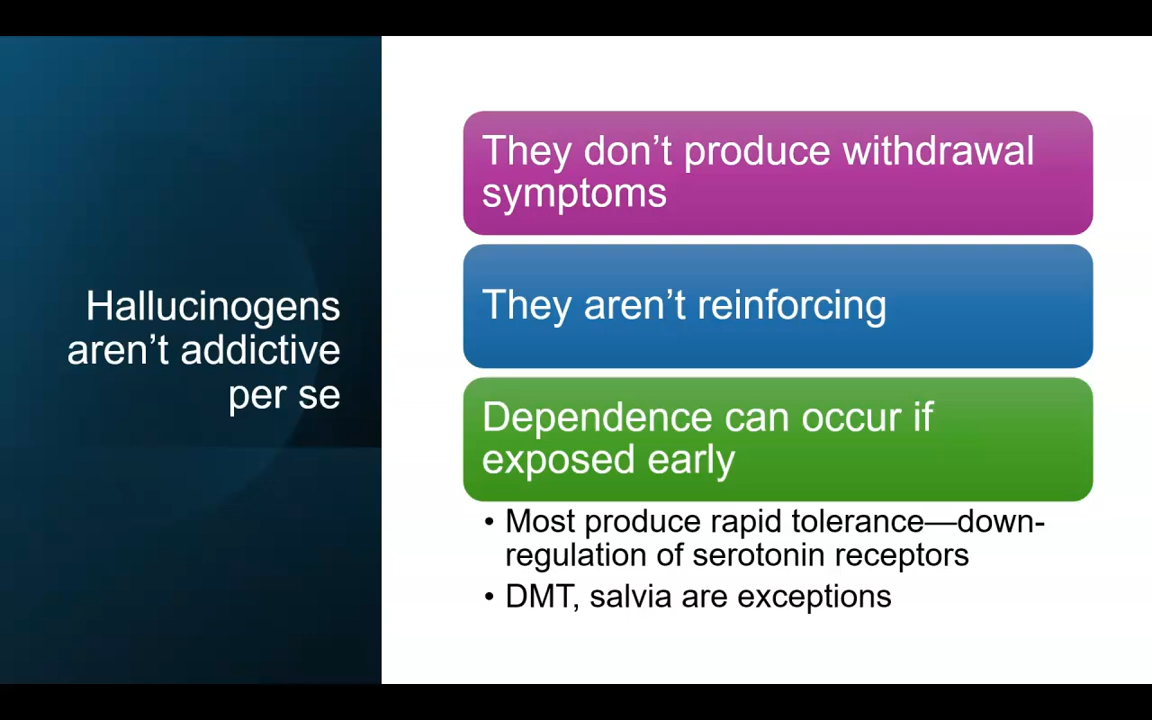 Hallucinogens
aren’t addictive
per se
They don’t produce withdrawal
symptoms
They aren’t reinforcing
Dependence can occur if
exposed early
• Most produce rapid tolerance—down-
regulation of serotonin receptors
• DMT, salvia are exceptions